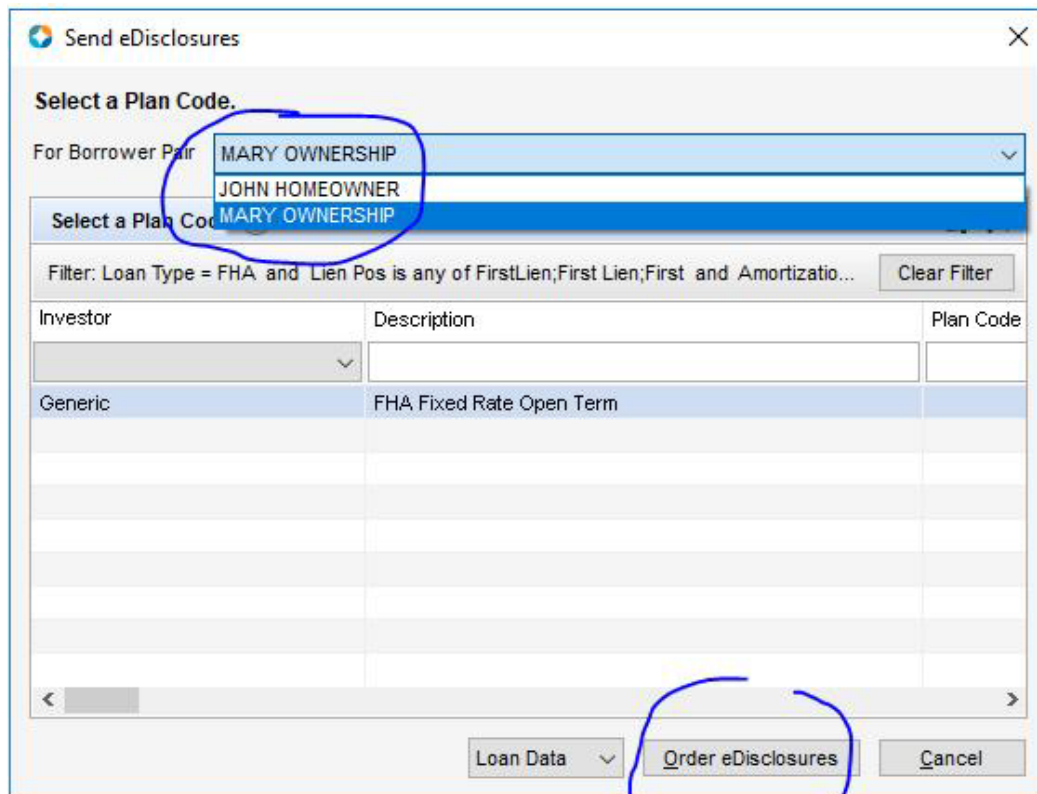 Send eDisclosures
Select a Plan Code.
For Borrower Pair MARY OWNERSHIP
JOHN HOMEOWNER
MARY OWNERSHIP
Select a Plan
Filter: Loan Type = FHA and Lien Pos is any of FirstLien;First Lien;First and Amortizatio... Clear Filter
Investor Description Plan Code
Generic FHA Fixed Rate Open Term
Loan Data Order eDisclosures Cancel